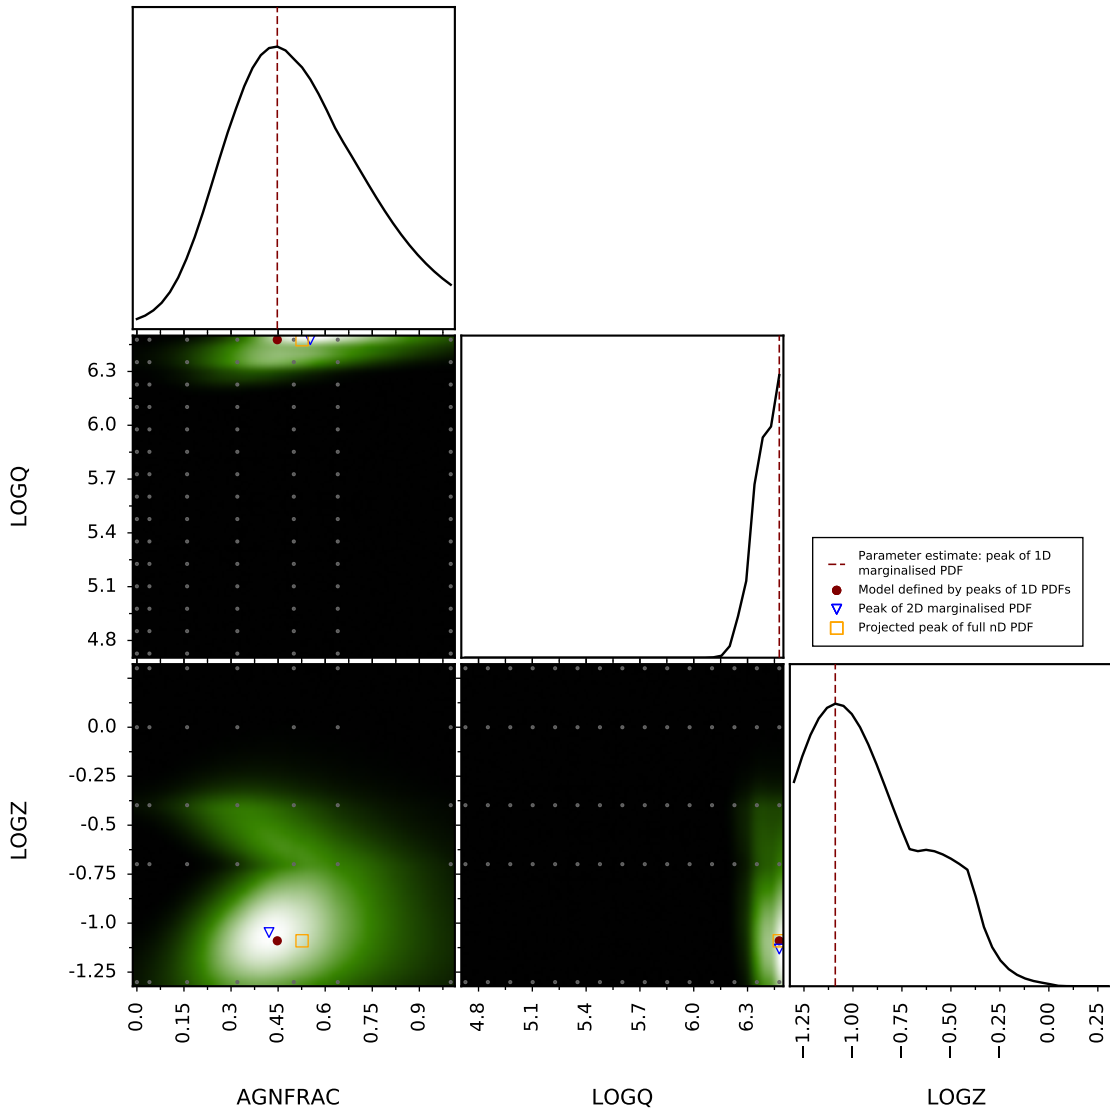 LOGQ
6.3
6.0
5.7
5.4
5.1
4.8
Parameter estimate: peak of 1D
marginalised PDF
Model defined by peaks of 1D PDFs
Peak of 2D marginalised PDF
Projected peak of full nD PDF
LOGZ
0.0
-0.25
-0.5
-0.75
-1.0
-1.25
0.0 0.15 0.3 0.45 0.6 0.75 0.9
4.8 5.1 5.4 5.7 6.0 6.3
−1.25 −1.00 −0.75 −0.50 −0.25 0.00 0.25
AGNFRAC LOGQ LOGZ